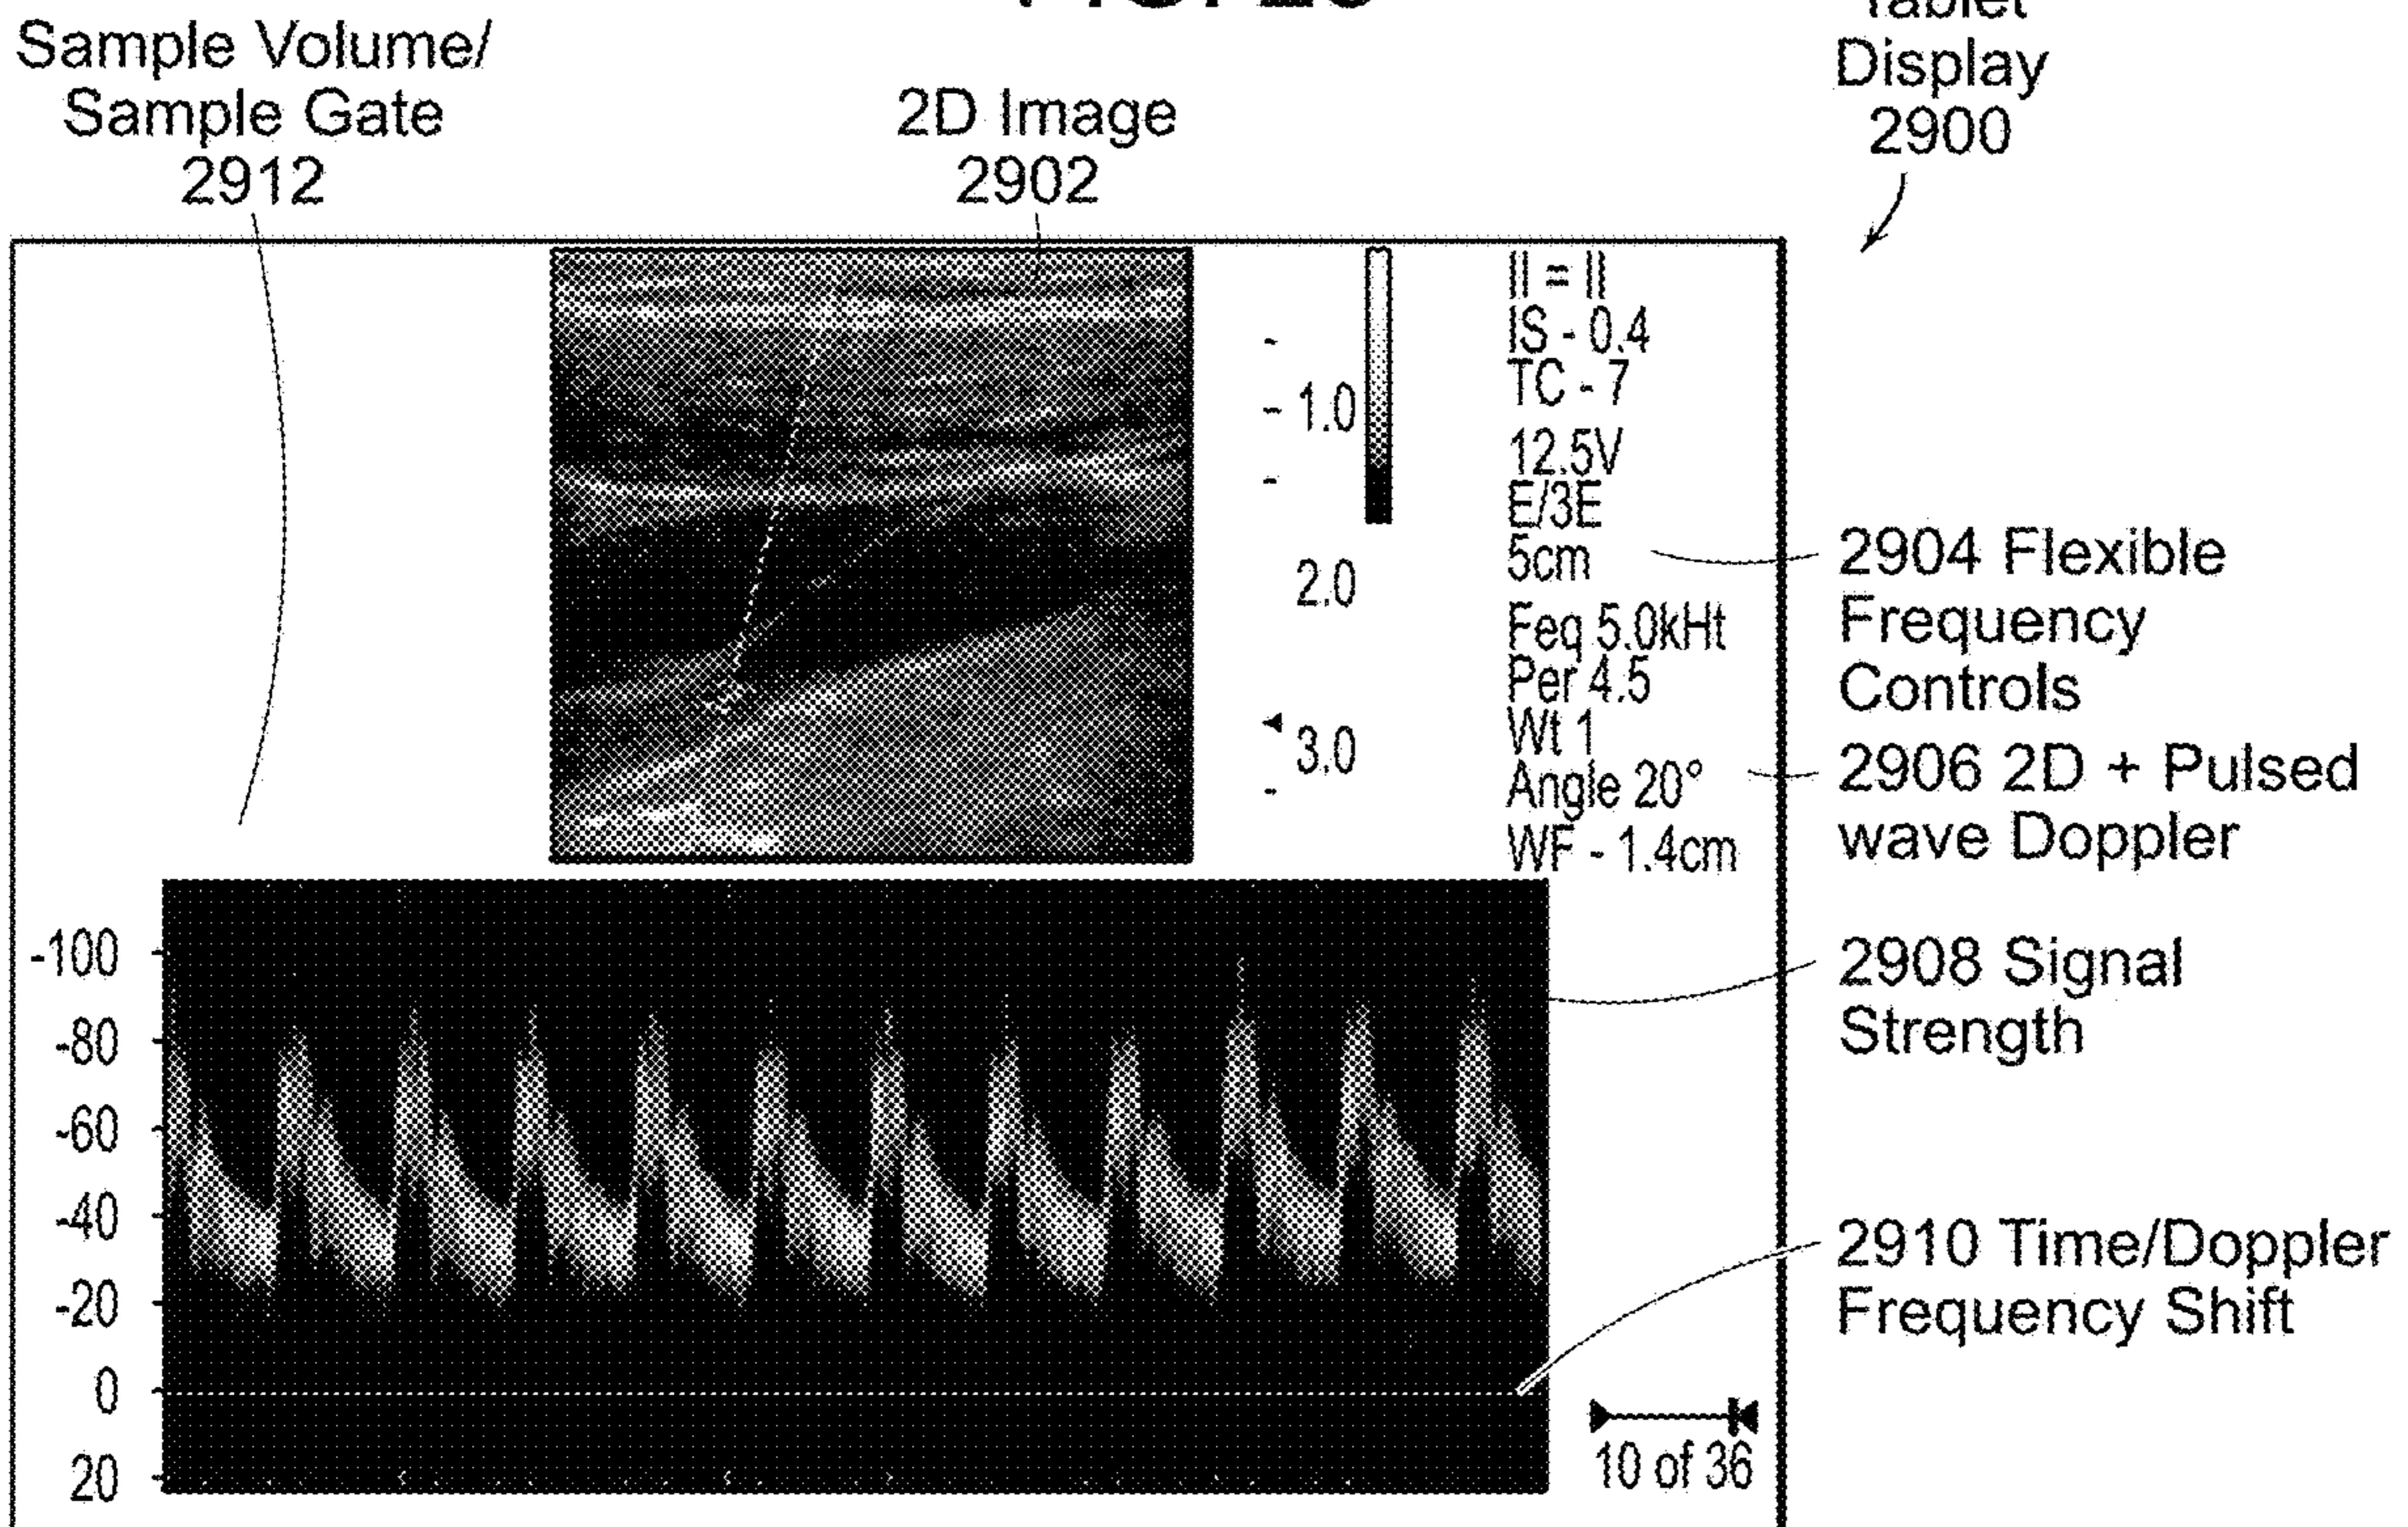 Sample Volume/
Sample Gate
2912
2D Image
2902
Tablet
Display
2900
II = II
IS - 0.4
TC - 7
12.5V
E/3E
5cm
Feq 5.0kHt
Per 4.5
Wt 1
Angle 20°
WF - 1.4cm
1.0
2.0
3.0
2904 Flexible
Frequency
Controls
2906 2D + Pulsed
wave Doppler
2908 Signal
Strength
2910 Time/Doppler
Frequency Shift
-100
-80
-60
-40
-20
0
20
10 of 36